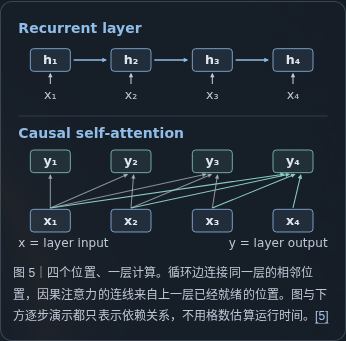 Recurrent layer
h₁ h₂ h₃ h₄
x₁ x₂ x₃ x₄
Causal self-attention
y₁ y₂ y₃ y₄
x₁ x₂ x₃ x₄
x = layer input y = layer output
图 5｜四个位置、一层计算。循环边连接同一层的相邻位
置，因果注意力的连线来自上一层已经就绪的位置。图与下
方逐步演示都只表示依赖关系，不用格数估算运行时间。[5]